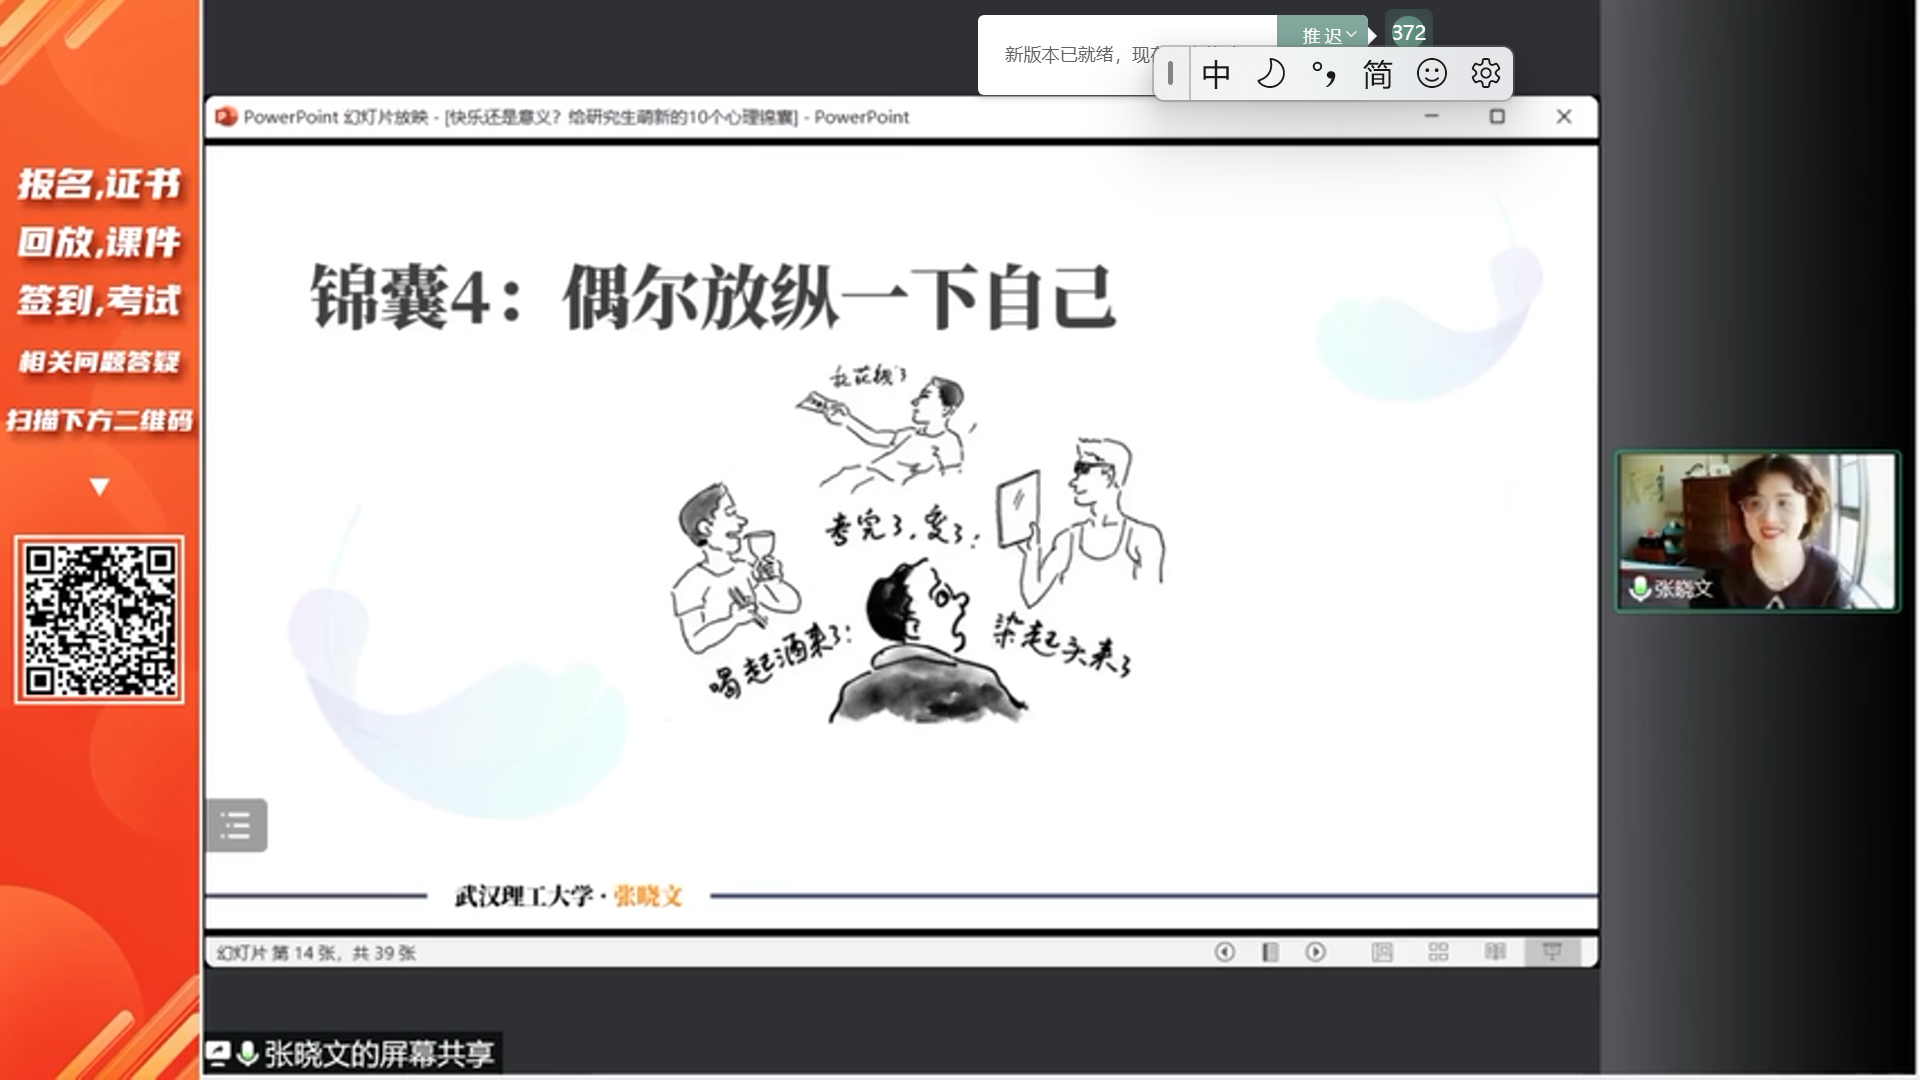 推迟
372
新版本已就绪，现
中
简
PowerPoint 幻灯片放映 - [快乐还是意义？给研究生萌新的10个心理锦囊] - PowerPoint
报名,证书
回放,课件
签到,考试
相关问题答疑
扫描下方二维码
锦囊4：偶尔放纵一下自己
考完了,变了:
喝起酒来了:
染起头来了
武汉理工大学 · 张晓文
幻灯片 第 14 张，共 39 张
张晓文
张晓文的屏幕共享